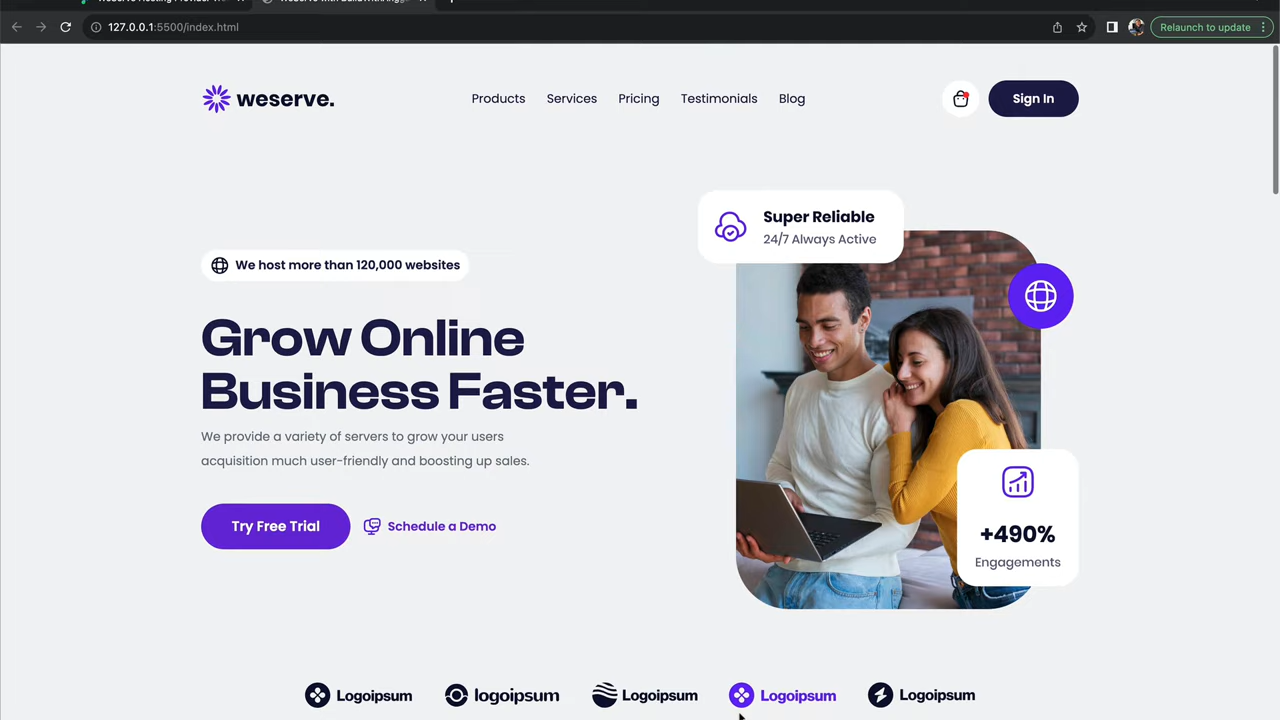 127.0.0.1:5500/index.html
Relaunch to update
weserve.
Products
Services
Pricing
Testimonials
Blog
Sign In
Super Reliable
24/7 Always Active
We host more than 120,000 websites
Grow Online
Business Faster.
We provide a variety of servers to grow your users
acquisition much user-friendly and boosting up sales.
Try Free Trial
Schedule a Demo
+490%
Engagements
Logoipsum
logoipsum
Logoipsum
Logoipsum
Logoipsum